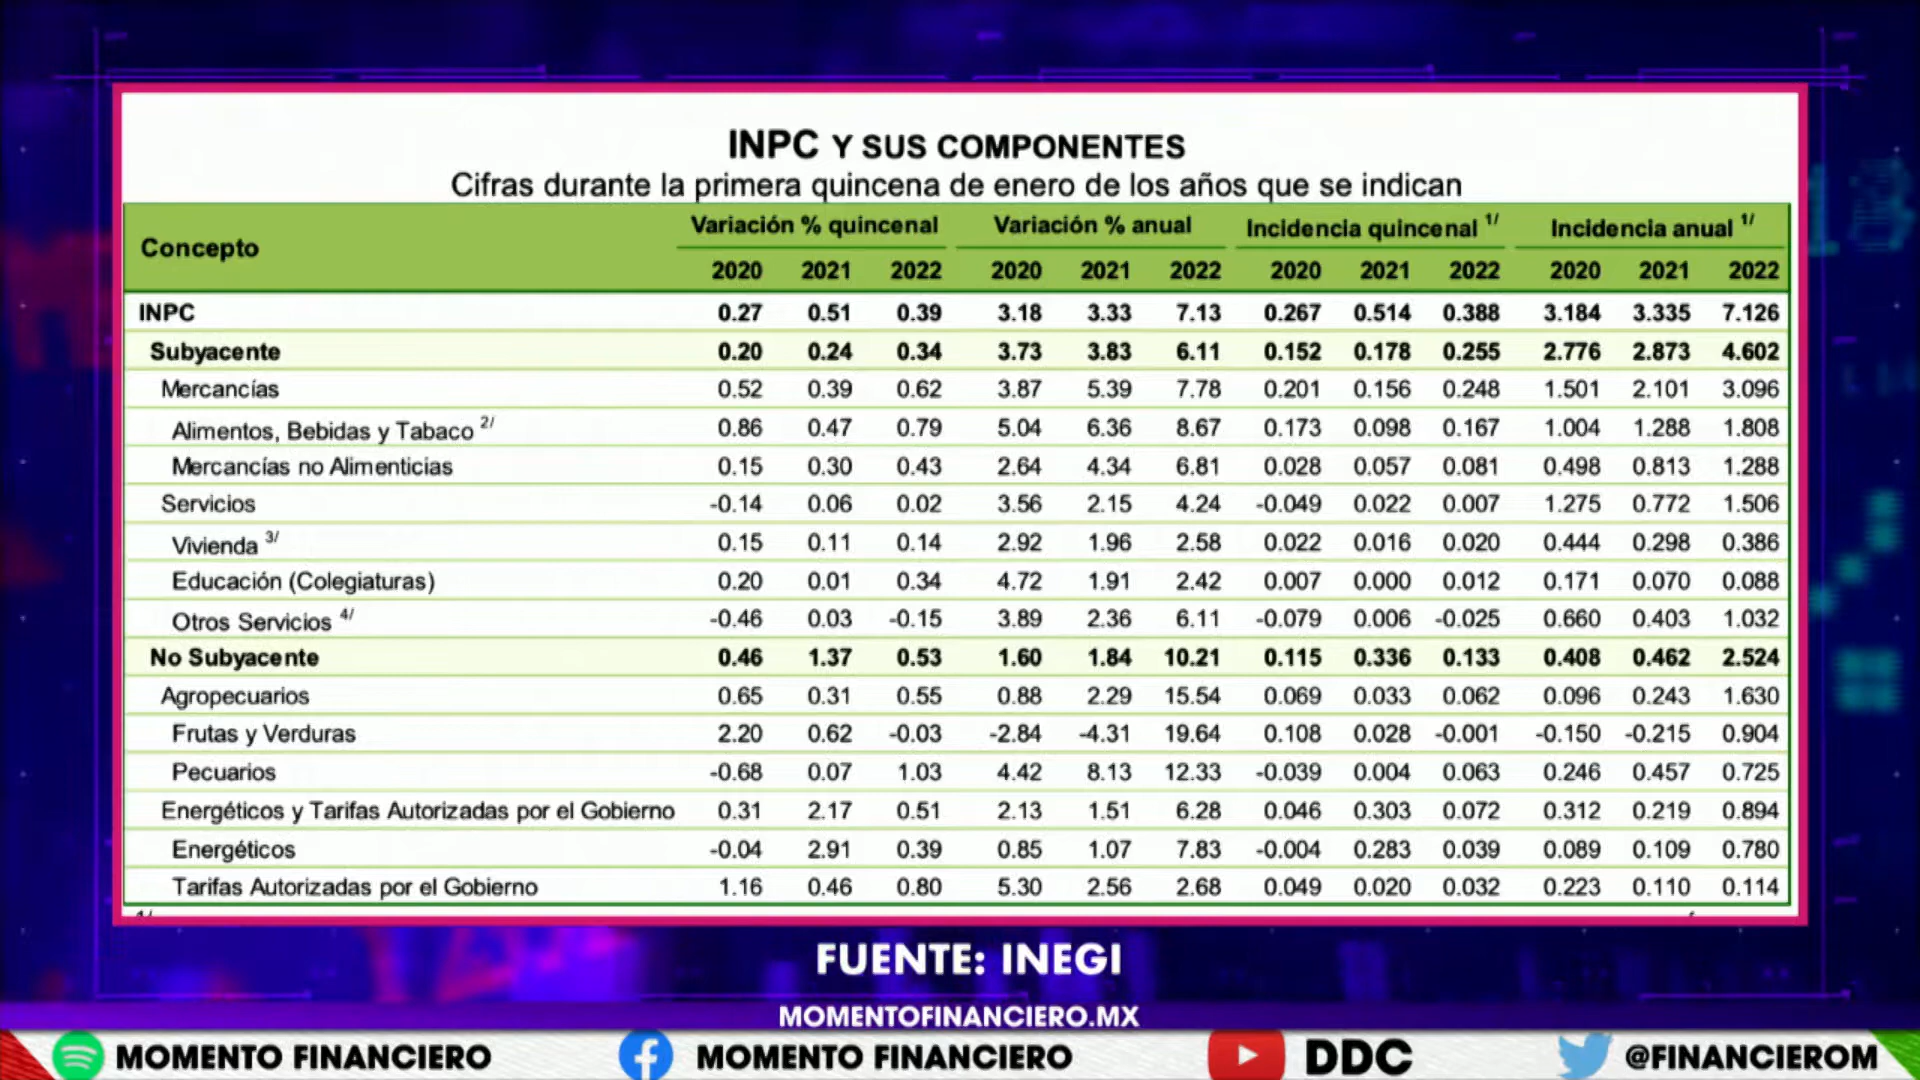 INPC Y SUS COMPONENTES
Cifras durante la primera quincena de enero de los años que se indican
Concepto Variación % quincenal Variación % anual Incidencia quincenal 1/ Incidencia anual 1/
2020 2021 2022 2020 2021 2022 2020 2021 2022 2020 2021 2022
INPC 0.27 0.51 0.39 3.18 3.33 7.13 0.267 0.514 0.388 3.184 3.335 7.126
Subyacente 0.20 0.24 0.34 3.73 3.83 6.11 0.152 0.178 0.255 2.776 2.873 4.602
Mercancías 0.52 0.39 0.62 3.87 5.39 7.78 0.201 0.156 0.248 1.501 2.101 3.096
Alimentos, Bebidas y Tabaco 2/ 0.86 0.47 0.79 5.04 6.36 8.67 0.173 0.098 0.167 1.004 1.288 1.808
Mercancías no Alimenticias 0.15 0.30 0.43 2.64 4.34 6.81 0.028 0.057 0.081 0.498 0.813 1.288
Servicios -0.14 0.06 0.02 3.56 2.15 4.24 -0.049 0.022 0.007 1.275 0.772 1.506
Vivienda 3/ 0.15 0.11 0.14 2.92 1.96 2.58 0.022 0.016 0.020 0.444 0.298 0.386
Educación (Colegiaturas) 0.20 0.01 0.34 4.72 1.91 2.42 0.007 0.000 0.012 0.171 0.070 0.088
Otros Servicios 4/ -0.46 0.03 -0.15 3.89 2.36 6.11 -0.079 0.006 -0.025 0.660 0.403 1.032
No Subyacente 0.46 1.37 0.53 1.60 1.84 10.21 0.115 0.336 0.133 0.408 0.462 2.524
Agropecuarios 0.65 0.31 0.55 0.88 2.29 15.54 0.069 0.033 0.062 0.096 0.243 1.630
Frutas y Verduras 2.20 0.62 -0.03 -2.84 -4.31 19.64 0.108 0.028 -0.001 -0.150 -0.215 0.904
Pecuarios -0.68 0.07 1.03 4.42 8.13 12.33 -0.039 0.004 0.063 0.246 0.457 0.725
Energéticos y Tarifas Autorizadas por el Gobierno 0.31 2.17 0.51 2.13 1.51 6.28 0.046 0.303 0.072 0.312 0.219 0.894
Energéticos -0.04 2.91 0.39 0.85 1.07 7.83 -0.004 0.283 0.039 0.089 0.109 0.780
Tarifas Autorizadas por el Gobierno 1.16 0.46 0.80 5.30 2.56 2.68 0.049 0.020 0.032 0.223 0.110 0.114
FUENTE: INEGI
MOMENTOFINANCIERO.MX
MOMENTO FINANCIERO MOMENTO FINANCIERO DDC @FINANCIEROM